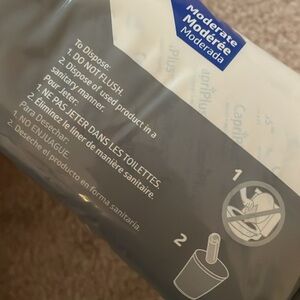 Moderate
Modérée
Moderada
To Dispose:
1. DO NOT FLUSH.
2. Dispose of used product in a
sanitary manner.
Pour Jeter:
1. NE PAS JETER DANS LES TOILETTES.
2. Éliminez le liner de manière sanitaire.
Para Desechar:
1. NO ENJUAGUE.
2. Deseche el producto en forma sanitaria.
1
2